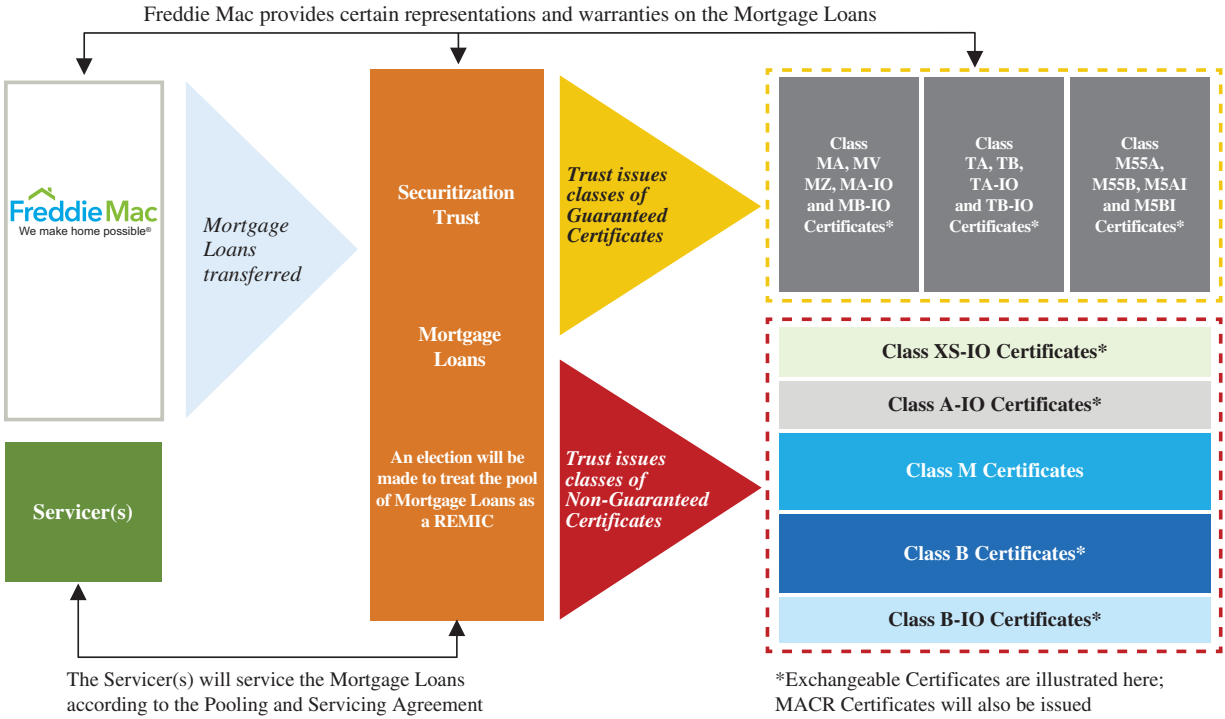 Freddie Mac provides certain representations and warranties on the Mortgage Loans
FreddieMac
We make home possible®
Mortgage
Loans
transferred
Servicer(s)
Securitization
Trust
Mortgage
Loans
An election will be
made to treat the pool
of Mortgage Loans as
a REMIC
Trust issues
classes of
Guaranteed
Certificates
Trust issues
classes of
Non-Guaranteed
Certificates
Class
MA, MV
MZ, MA-IO
and MB-IO
Certificates*
Class
TA, TB,
TA-IO
and TB-IO
Certificates*
Class
M55A,
M55B, M5AI
and M5BI
Certificates*
Class XS-IO Certificates*
Class A-IO Certificates*
Class M Certificates
Class B Certificates*
Class B-IO Certificates*
The Servicer(s) will service the Mortgage Loans
according to the Pooling and Servicing Agreement
*Exchangeable Certificates are illustrated here;
MACR Certificates will also be issued